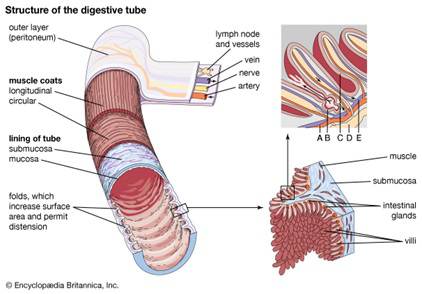 Structure of the digestive tube
outer layer
(peritoneum)
muscle coats
longitudinal
circular
lining of tube
submucosa
mucosa
folds, which
increase surface
area and permit
distension
lymph node
and vessels
vein
nerve
artery
A B C D E
muscle
submucosa
intestinal
glands
villi
© Encyclopædia Britannica, Inc.